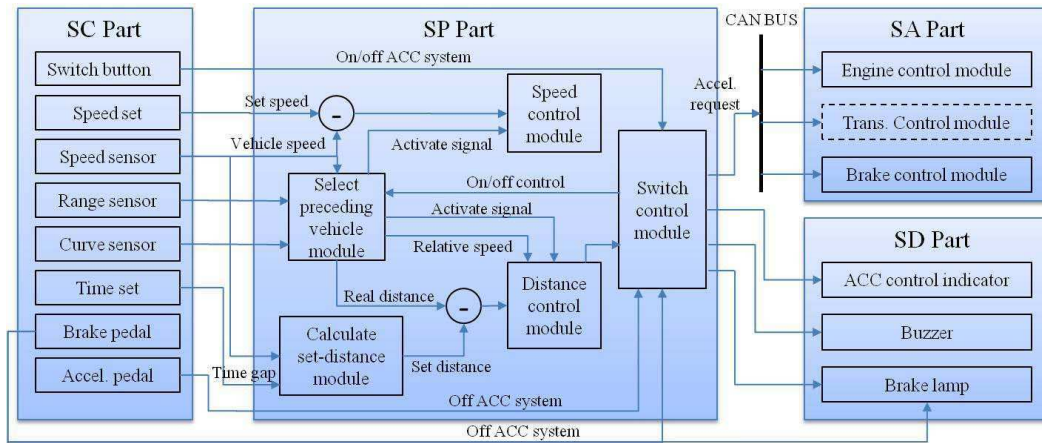 SC Part
Switch button
Speed set
Speed sensor
Range sensor
Curve sensor
Time set
Brake pedal
Accel. pedal
SP Part
On/off ACC system
Set speed
-
Speed
control
module
Vehicle speed
Activate signal
Select
preceding
vehicle
module
On/off control
Activate signal
Relative speed
Switch
control
module
Real distance
-
Distance
control
module
Calculate
set-distance
module
Set distance
Time gap
Off ACC system
Off ACC system
CAN BUS
Accel.
request
SA Part
Engine control module
Trans. Control module
Brake control module
SD Part
ACC control indicator
Buzzer
Brake lamp